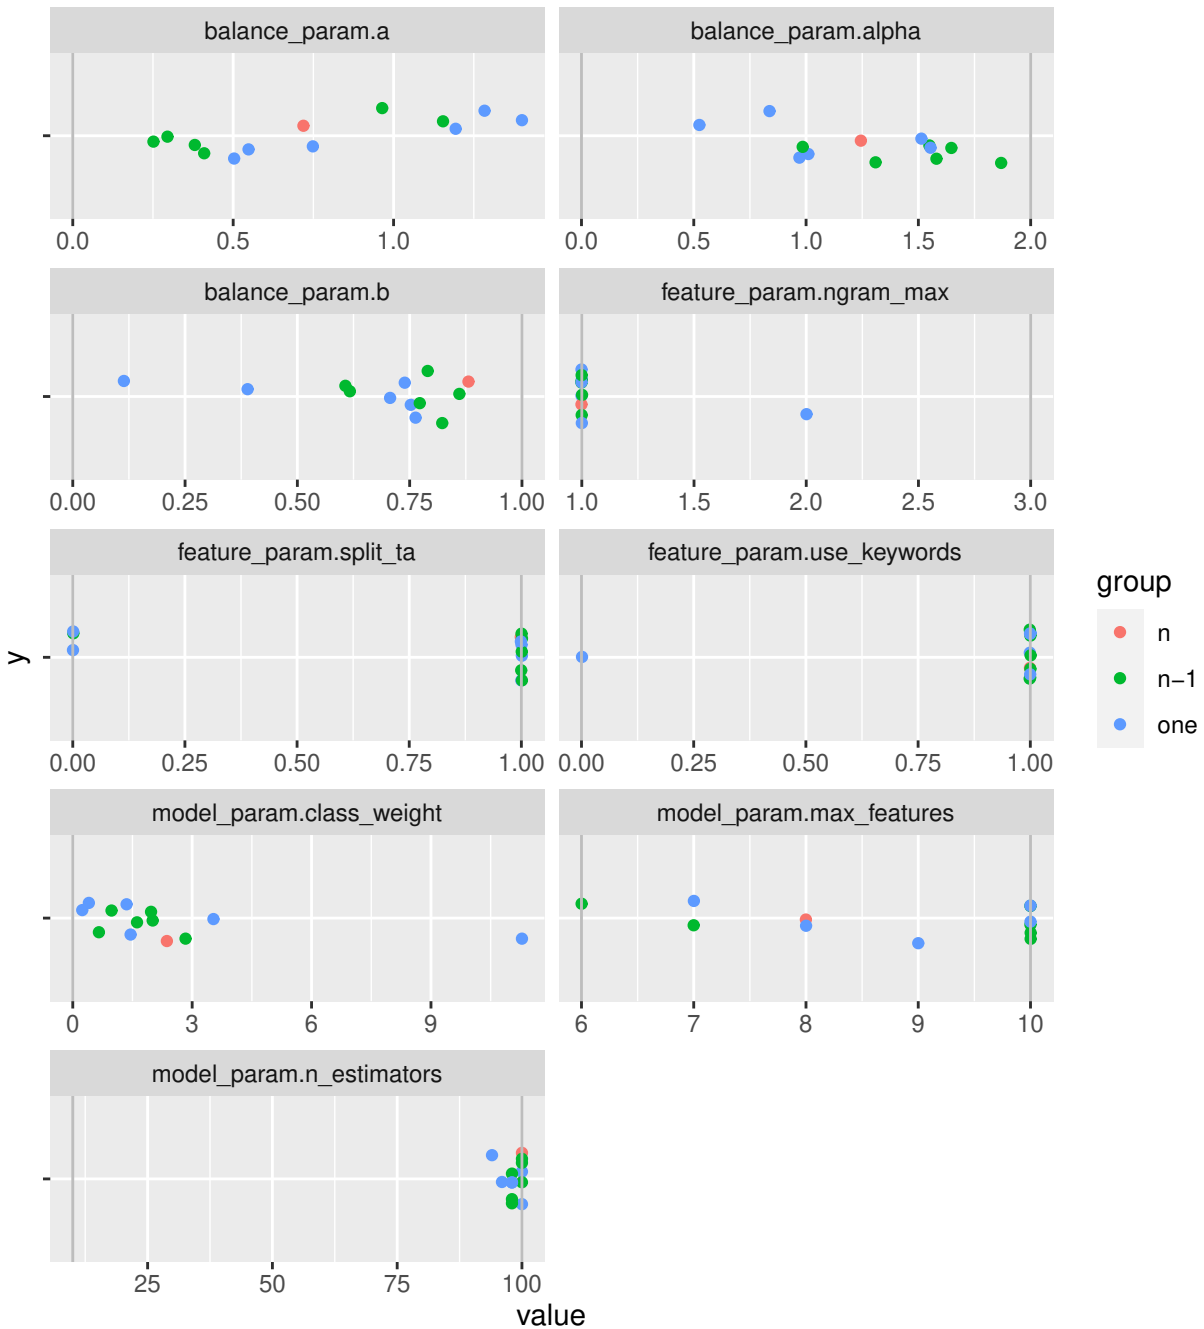 balance_param.a
balance_param.alpha
0.0 0.5 1.0
0.0 0.5 1.0 1.5 2.0
balance_param.b
feature_param.ngram_max
0.00 0.25 0.50 0.75 1.00
1.0 1.5 2.0 2.5 3.0
feature_param.split_ta
feature_param.use_keywords
0.00 0.25 0.50 0.75 1.00
0.00 0.25 0.50 0.75 1.00
model_param.class_weight
model_param.max_features
0 3 6 9
6 7 8 9 10
model_param.n_estimators
25 50 75 100
value
y
group
n
n−1
one